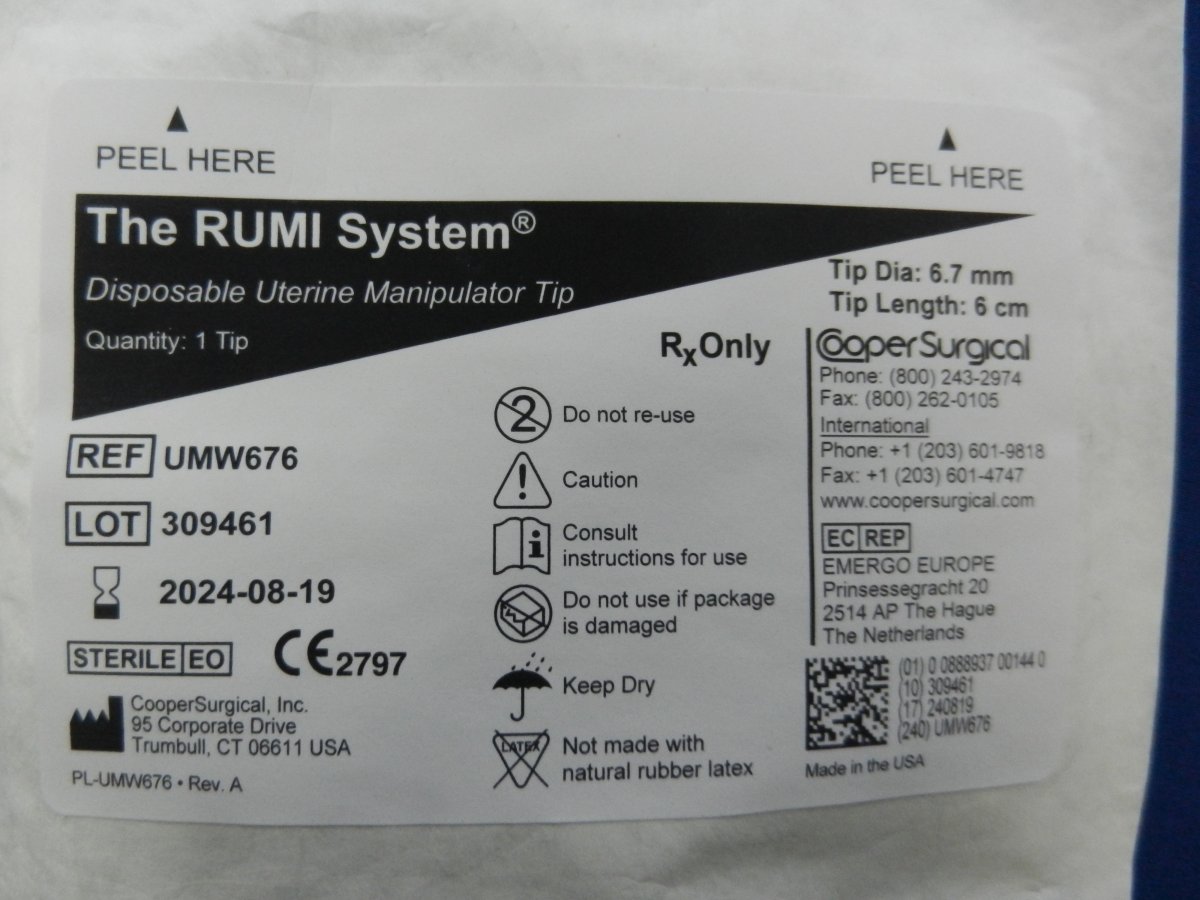 PEEL HERE
PEEL HERE
The RUMI System®
Disposable Uterine Manipulator Tip
Quantity: 1 Tip
Tip Dia: 6.7 mm
Tip Length: 6 cm
RxOnly
REF UMW676
LOT 309461
2024-08-19
STERILE EO CE 2797
CooperSurgical, Inc.
95 Corporate Drive
Trumbull, CT 06611 USA
PL-UMW676 • Rev. A
2 Do not re-use
! Caution
i Consult
instructions for use
Do not use if package
is damaged
Keep Dry
LATEX Not made with
natural rubber latex
CooperSurgical
Phone: (800) 243-2974
Fax: (800) 262-0105
International
Phone: +1 (203) 601-9818
Fax: +1 (203) 601-4747
www.coopersurgical.com
EC REP
EMERGO EUROPE
Prinsessegracht 20
2514 AP The Hague
The Netherlands
(01) 0 0888937 00144 0
(10) 309461
(17) 240819
(240) UMW676
Made in the USA